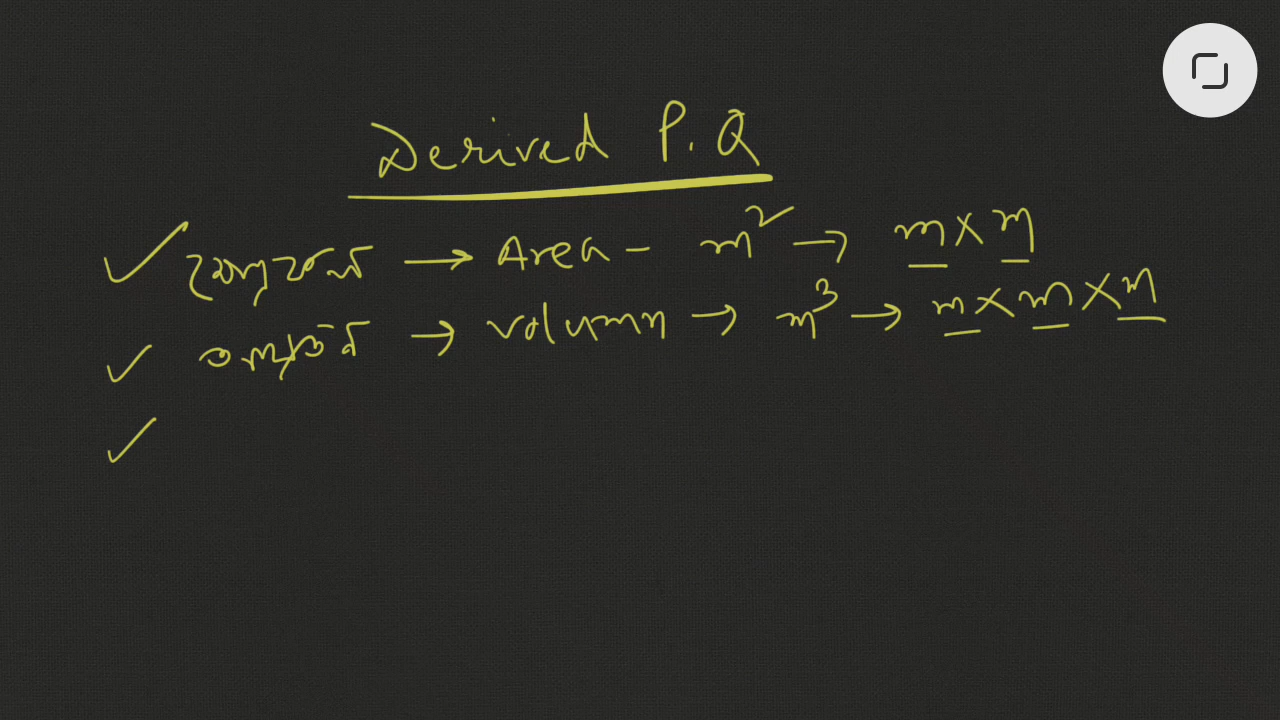 Derived P.Q
→ Area - m² → m × m
→ volumn → m³ → m × m × m